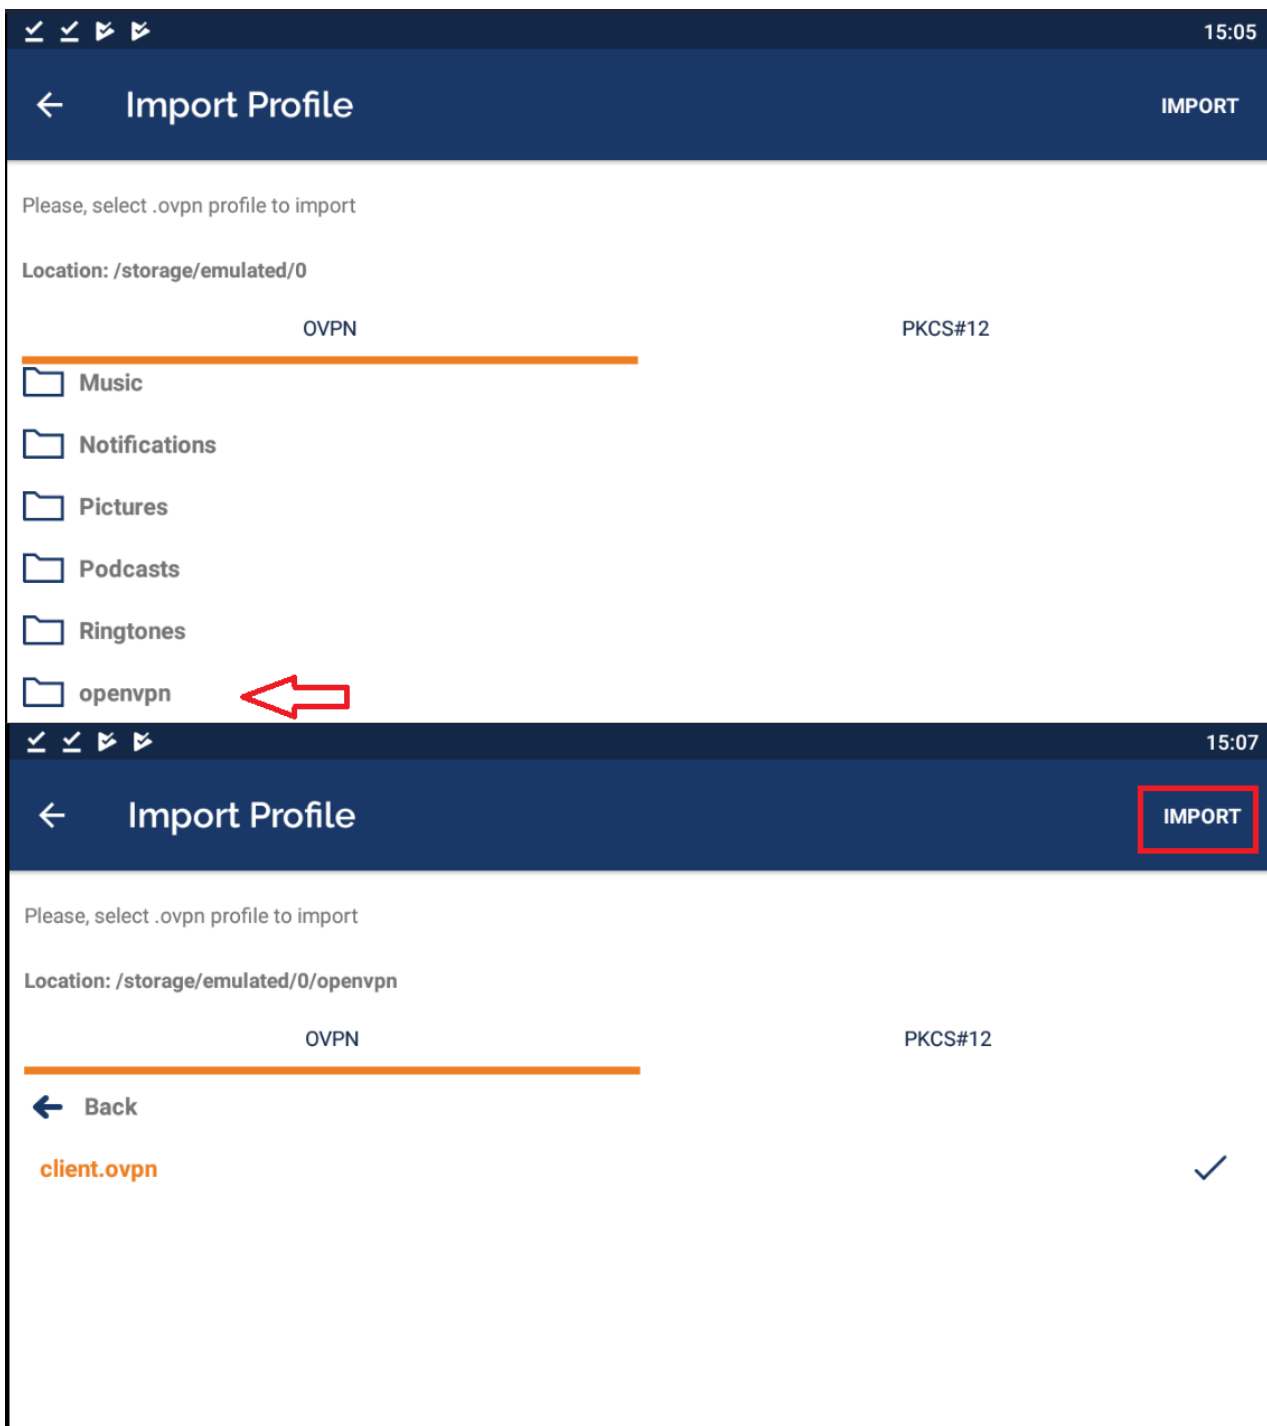 15:05
Import Profile
IMPORT
Please, select .ovpn profile to import
Location: /storage/emulated/0
OVPN
PKCS#12
Music
Notifications
Pictures
Podcasts
Ringtones
openvpn
15:07
Import Profile
IMPORT
Please, select .ovpn profile to import
Location: /storage/emulated/0/openvpn
OVPN
PKCS#12
Back
client.ovpn